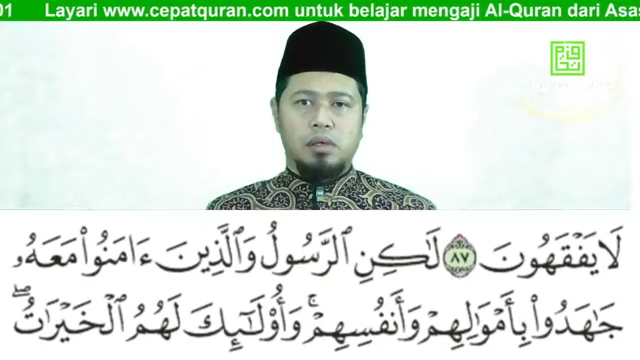 01 Layari www.cepatquran.com untuk belajar mengaji Al-Quran dari Asas
لَا يَفْقَهُونَ ٨٧ لَٰكِنِ ٱلرَّسُولُ وَٱلَّذِينَ ءَامَنُوا۟ مَعَهُۥ
جَٰهَدُوا۟ بِأَمْوَٰلِهِمْ وَأَنفُسِهِمْ ۚ وَأُو۟لَٰٓئِكَ لَهُمُ ٱلْخَيْرَٰتُ ۖ